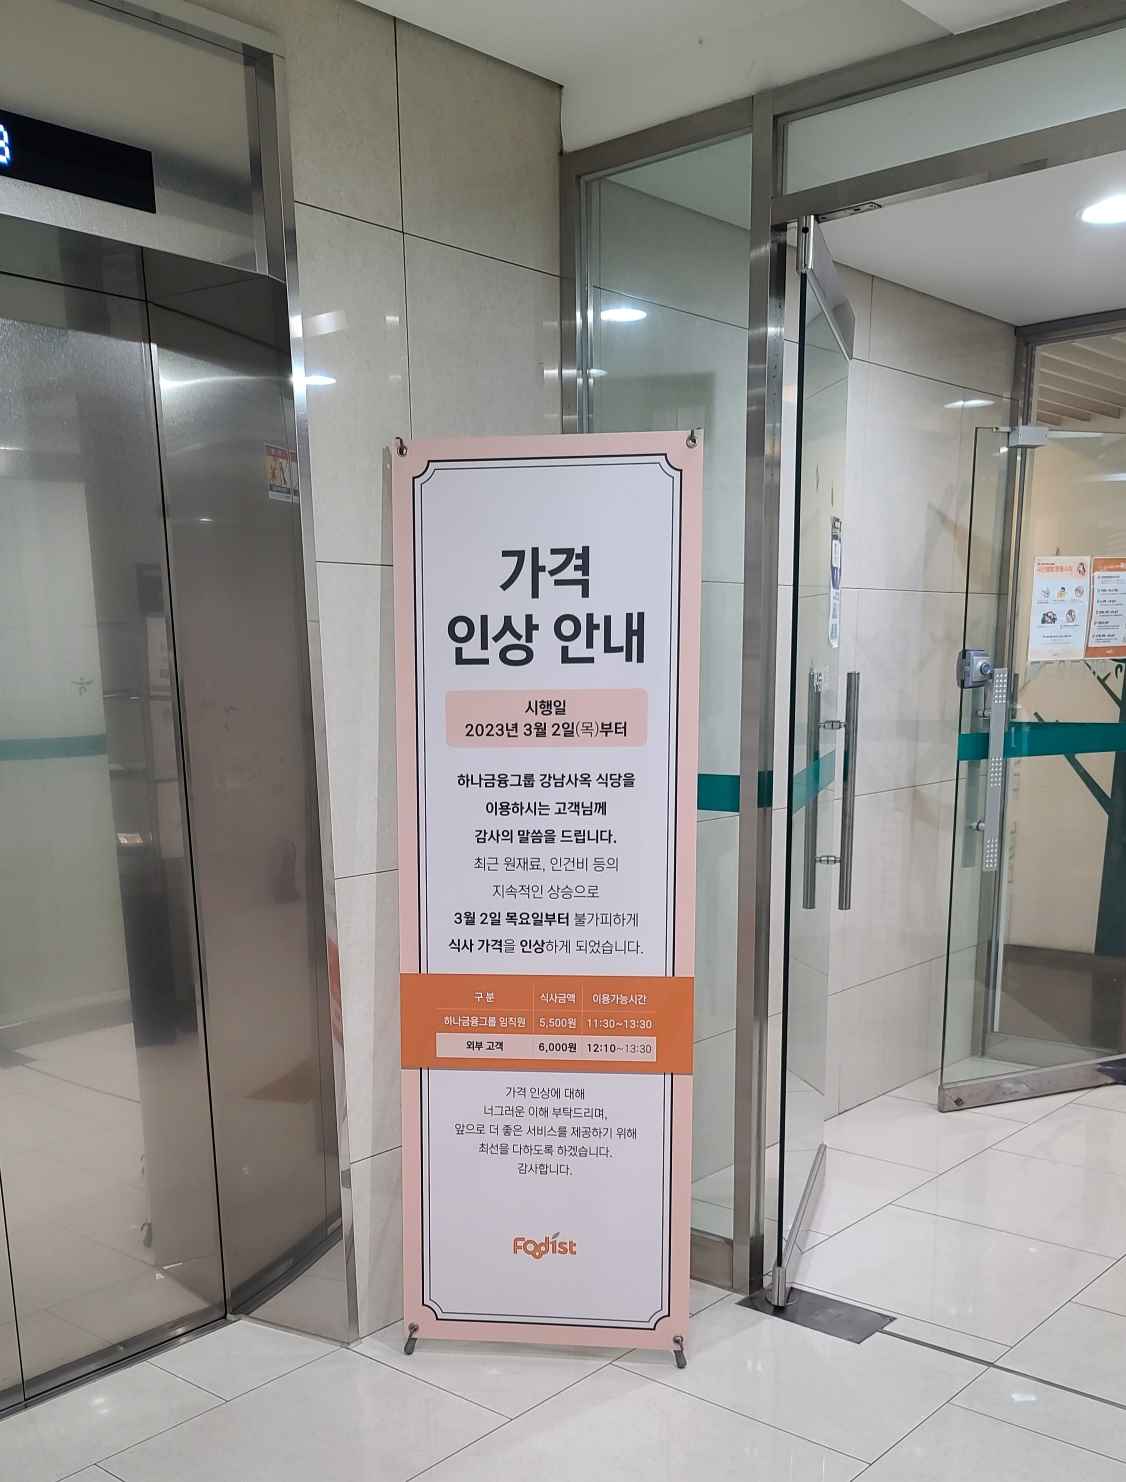 가격
인상 안내
시행일
2023년 3월 2일(목)부터
하나금융그룹 강남사옥 식당을
이용하시는 고객님께
감사의 말씀을 드립니다.
최근 원재료, 인건비 등의
지속적인 상승으로
3월 2일 목요일부터 불가피하게
식사 가격을 인상하게 되었습니다.
구 분 식사금액 이용가능시간
하나금융그룹 임직원 5,500원 11:30~13:30
외부 고객 6,000원 12:10~13:30
가격 인상에 대해
너그러운 이해 부탁드리며,
앞으로 더 좋은 서비스를 제공하기 위해
최선을 다하도록 하겠습니다.
감사합니다.
Foodist